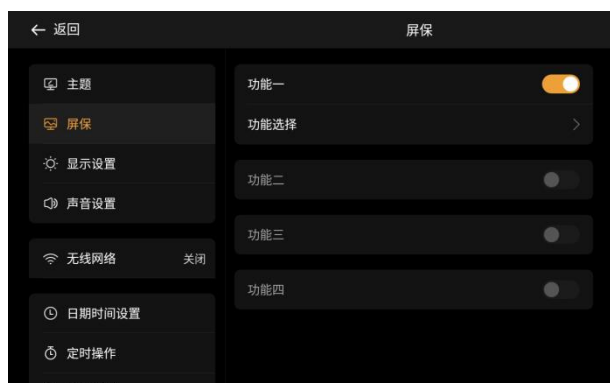 返回
屏保
主题
屏保
显示设置
声音设置
无线网络 关闭
日期时间设置
定时操作
功能一
功能选择
功能二
功能三
功能四